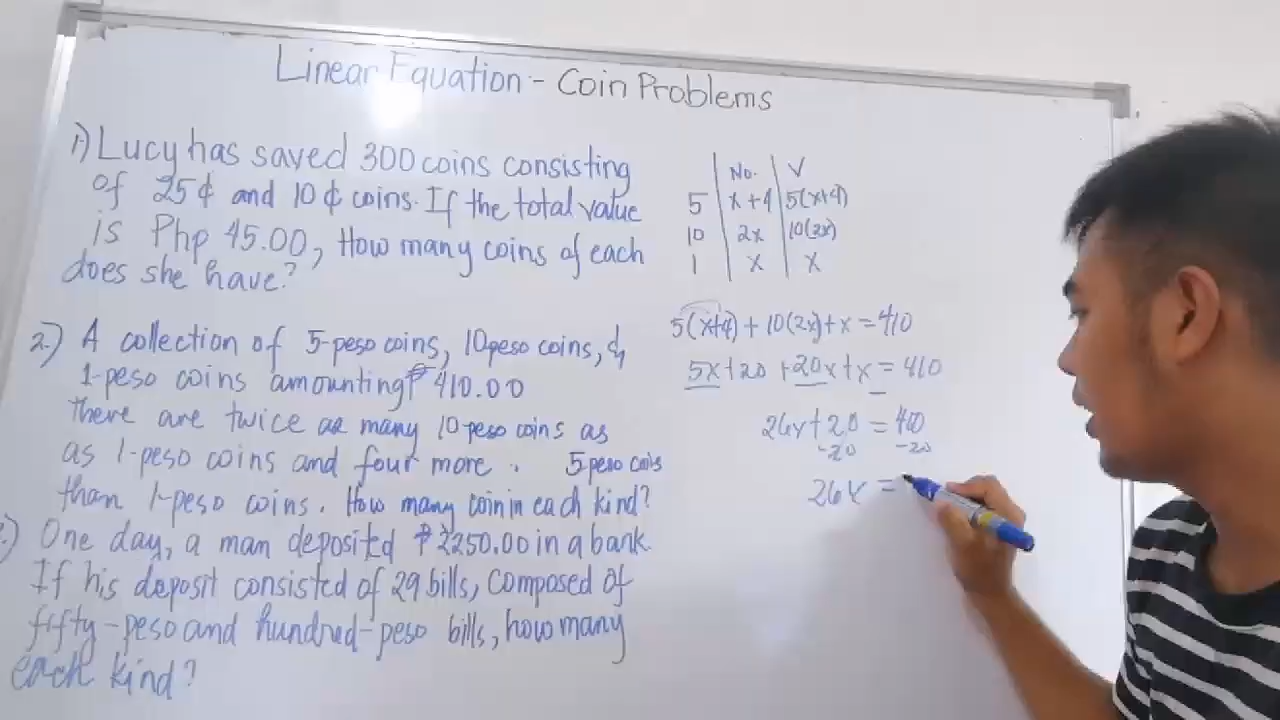 Linear Equation - Coin Problems
1.) Lucy has saved 300 coins consisting
of 25¢ and 10¢ coins. If the total value
is Php 45.00, How many coins of each
does she have?
2.) A collection of 5-peso coins, 10peso coins, &
1-peso coins amounting ₱ 410.00
there are twice as many 10-peso coins as
as 1-peso coins and four more . 5peso coins
than 1-peso coins. How many coin in each kind?
.) One day, a man deposited ₱ 2250.00 in a bank.
If his deposit consisted of 29 bills, composed of
fifty-peso and hundred-peso bills, how many
each kind?
No. V
5 x+4 5(x+4)
10 2x 10(2x)
1 x x
5(x+4) + 10(2x) + x = 410
5x + 20 + 20x + x = 410
26x + 20 = 410
-20 -20
26x =